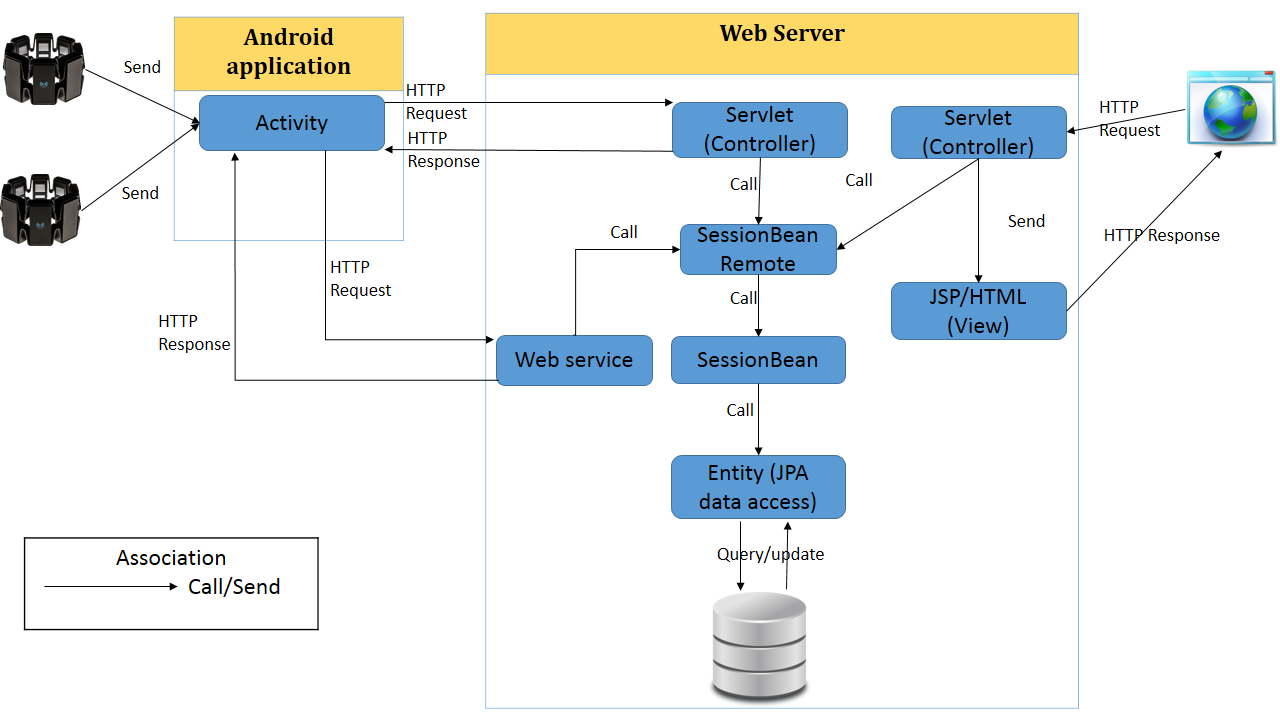 Android
application
Web Server
Send
Activity
HTTP
Request
HTTP
Response
Servlet
(Controller)
Servlet
(Controller)
HTTP
Request
Send
Call
Call
Call
SessionBean
Remote
Send
HTTP Response
HTTP
Request
Call
JSP/HTML
(View)
HTTP
Response
Web service
SessionBean
Call
Entity (JPA
data access)
Query/update
Association
Call/Send